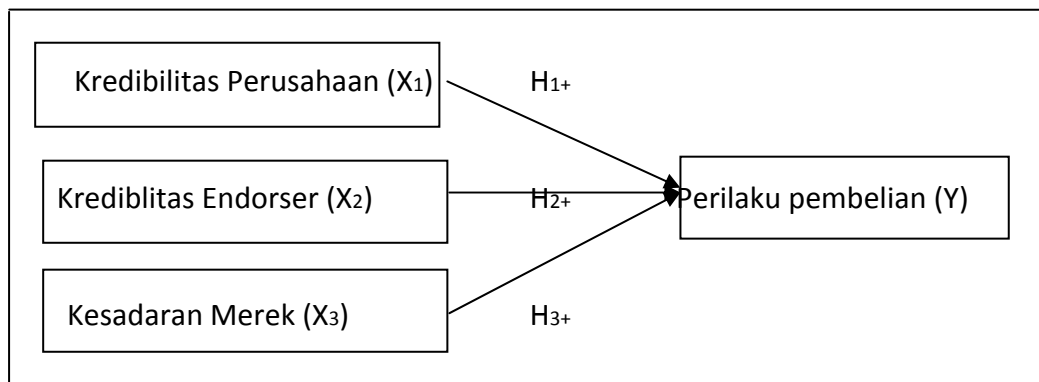 Kredibilitas Perusahaan (X1)
H1+
Krediblitas Endorser (X2)
H2+
Perilaku pembelian (Y)
Kesadaran Merek (X3)
H3+